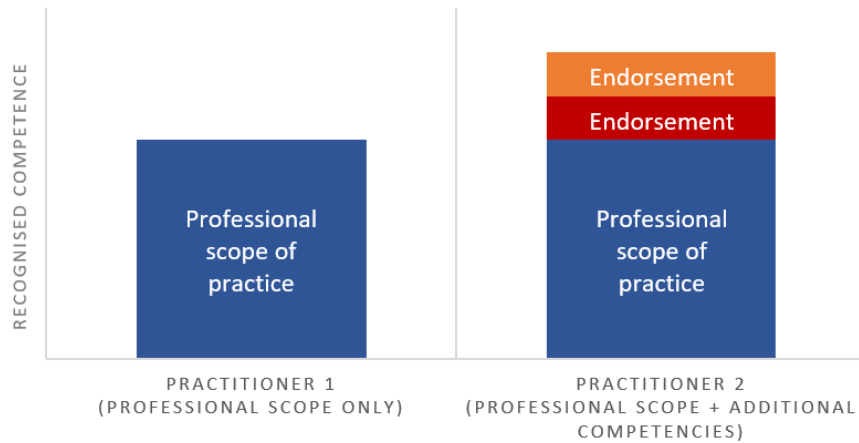 RECOGNISED COMPETENCE
Professional
scope of
practice
Endorsement
Endorsement
Professional
scope of
practice
PRACTITIONER 1
(PROFESSIONAL SCOPE ONLY)
PRACTITIONER 2
(PROFESSIONAL SCOPE + ADDITIONAL
COMPETENCIES)